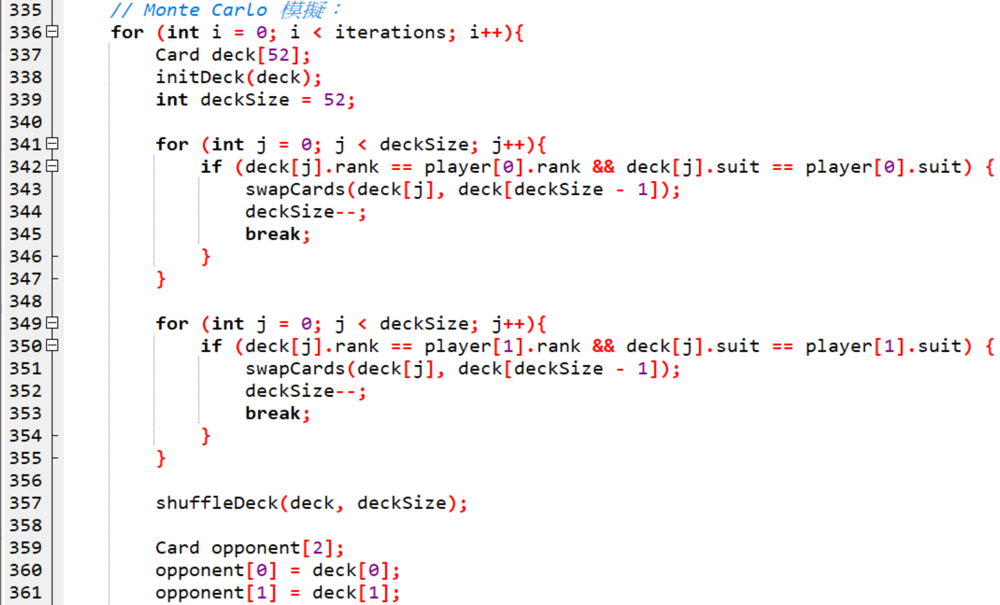 335 // Monte Carlo 模擬：
336 for (int i = 0; i < iterations; i++){
337 Card deck[52];
338 initDeck(deck);
339 int deckSize = 52;
340
341 for (int j = 0; j < deckSize; j++){
342 if (deck[j].rank == player[0].rank && deck[j].suit == player[0].suit) {
343 swapCards(deck[j], deck[deckSize - 1]);
344 deckSize--;
345 break;
346 }
347 }
348
349 for (int j = 0; j < deckSize; j++){
350 if (deck[j].rank == player[1].rank && deck[j].suit == player[1].suit) {
351 swapCards(deck[j], deck[deckSize - 1]);
352 deckSize--;
353 break;
354 }
355 }
356
357 shuffleDeck(deck, deckSize);
358
359 Card opponent[2];
360 opponent[0] = deck[0];
361 opponent[1] = deck[1];